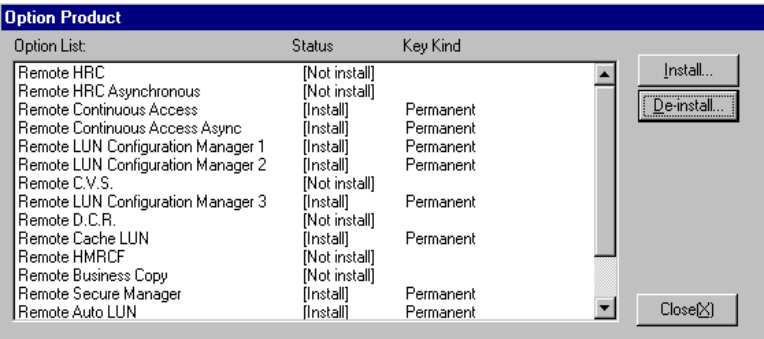 Option Product
Option List: Status Key Kind
Remote HRC [Not install]
Remote HRC Asynchronous [Not install]
Remote Continuous Access [Install] Permanent
Remote Continuous Access Async [Install] Permanent
Remote LUN Configuration Manager 1 [Install] Permanent
Remote LUN Configuration Manager 2 [Install] Permanent
Remote C.V.S. [Not install]
Remote LUN Configuration Manager 3 [Install] Permanent
Remote D.C.R. [Not install]
Remote Cache LUN [Install] Permanent
Remote HMRCF [Not install]
Remote Business Copy [Not install]
Remote Secure Manager [Install] Permanent
Remote Auto LUN [Install] Permanent
Install...
De-install...
Close(X)